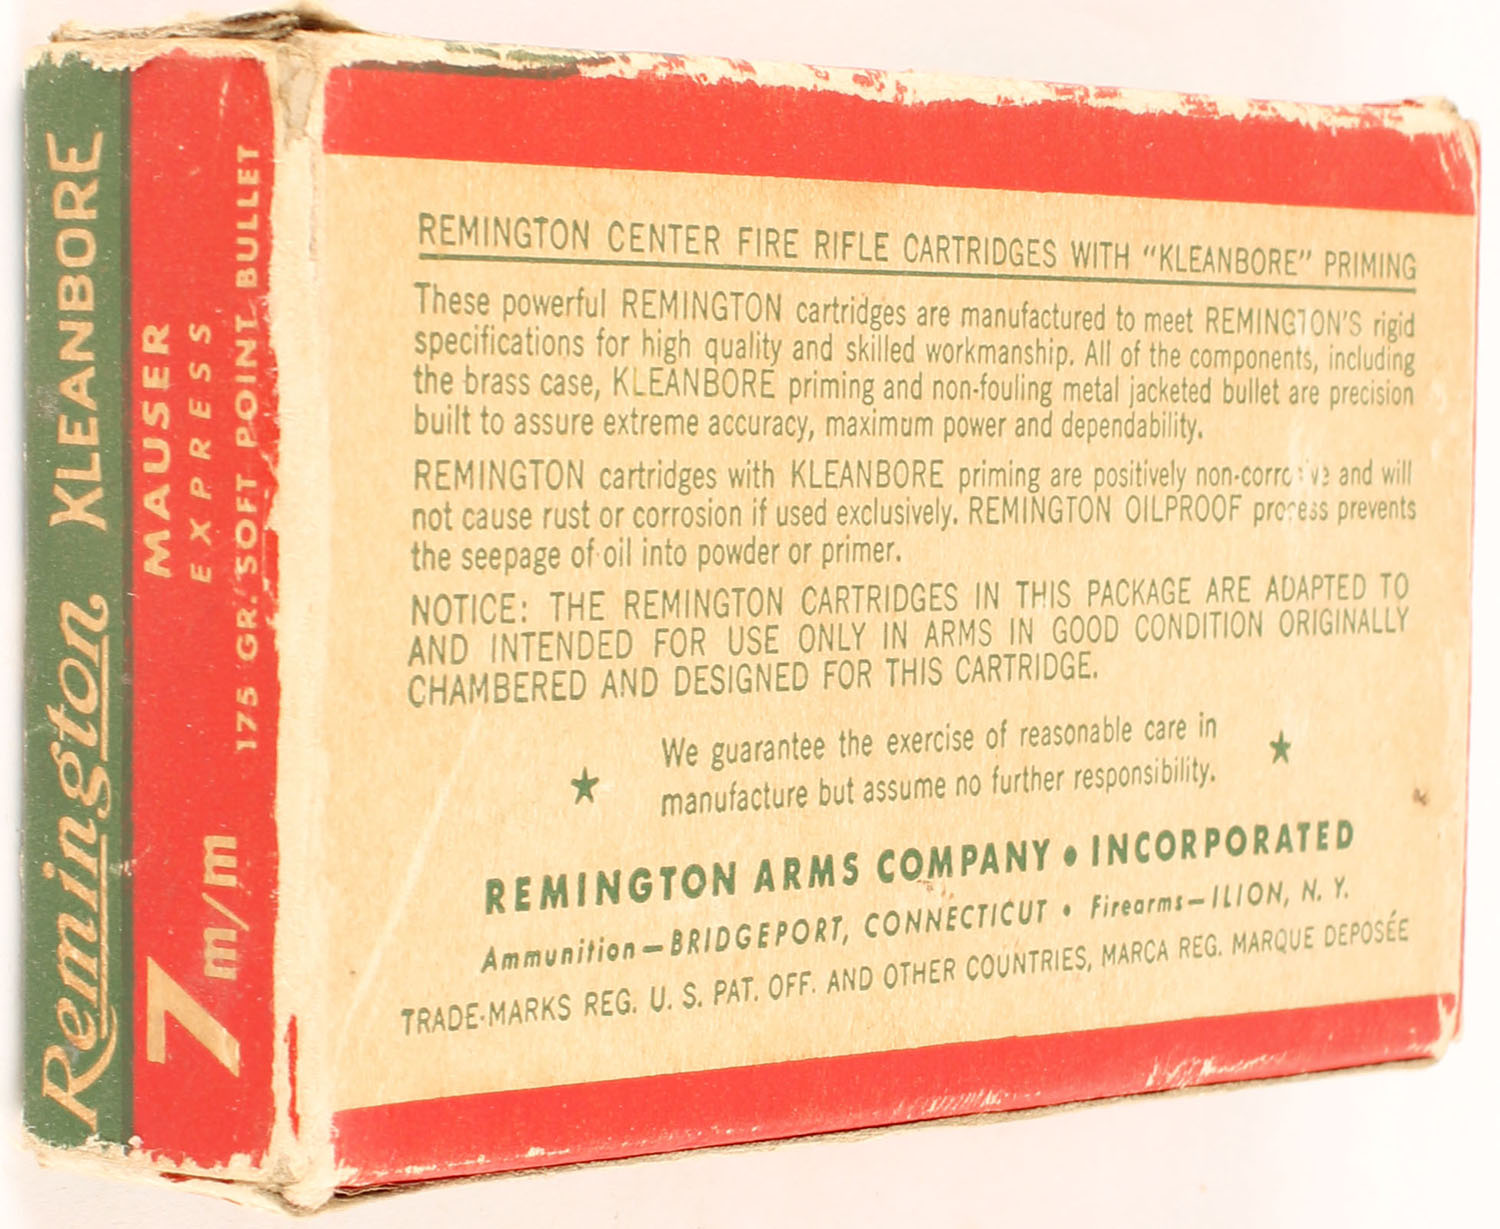 Remington KLEANBORE
7 m/m MAUSER
EXPRESS
175 GR. SOFT POINT BULLET
REMINGTON CENTER FIRE RIFLE CARTRIDGES WITH "KLEANBORE" PRIMING
These powerful REMINGTON cartridges are manufactured to meet REMINGTON'S rigid
specifications for high quality and skilled workmanship. All of the components, including
the brass case, KLEANBORE priming and non-fouling metal jacketed bullet are precision
built to assure extreme accuracy, maximum power and dependability.
REMINGTON cartridges with KLEANBORE priming are positively non-corrosive and will
not cause rust or corrosion if used exclusively. REMINGTON OILPROOF process prevents
the seepage of oil into powder or primer.
NOTICE: THE REMINGTON CARTRIDGES IN THIS PACKAGE ARE ADAPTED TO
AND INTENDED FOR USE ONLY IN ARMS IN GOOD CONDITION ORIGINALLY
CHAMBERED AND DESIGNED FOR THIS CARTRIDGE.
We guarantee the exercise of reasonable care in
manufacture but assume no further responsibility.
REMINGTON ARMS COMPANY • INCORPORATED
Ammunition—BRIDGEPORT, CONNECTICUT • Firearms—ILION, N. Y.
TRADE-MARKS REG. U. S. PAT. OFF. AND OTHER COUNTRIES, MARCA REG. MARQUE DEPOSÉE